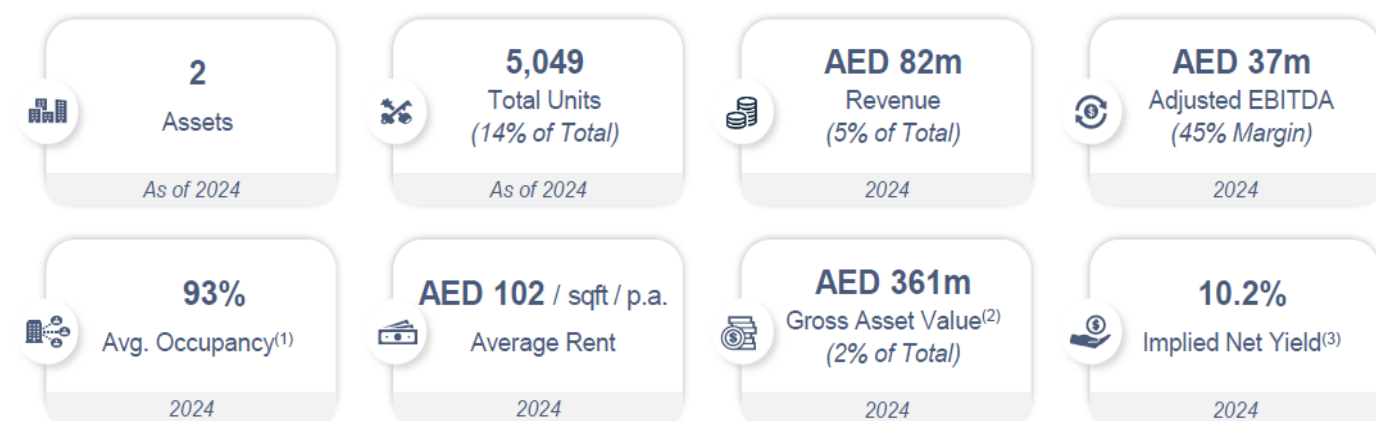 2
Assets
As of 2024
5,049
Total Units
(14% of Total)
As of 2024
AED 82m
Revenue
(5% of Total)
2024
AED 37m
Adjusted EBITDA
(45% Margin)
2024
93%
Avg. Occupancy(1)
2024
AED 102 / sqft / p.a.
Average Rent
2024
AED 361m
Gross Asset Value(2)
(2% of Total)
2024
10.2%
Implied Net Yield(3)
2024